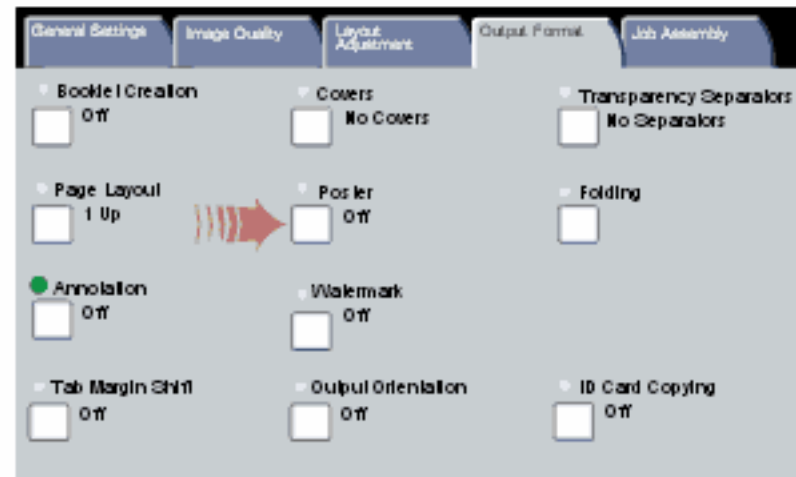 General Settings
Image Quality
Layout
Adjustment
Output Format
Job Assembly
Booklet Creation
Off
Covers
No Covers
Transparency Separators
No Separators
Page Layout
1 Up
Poster
Off
Folding
Annotation
Off
Watermark
Off
Tab Margin Shift
Off
Output Orientation
Off
ID Card Copying
Off